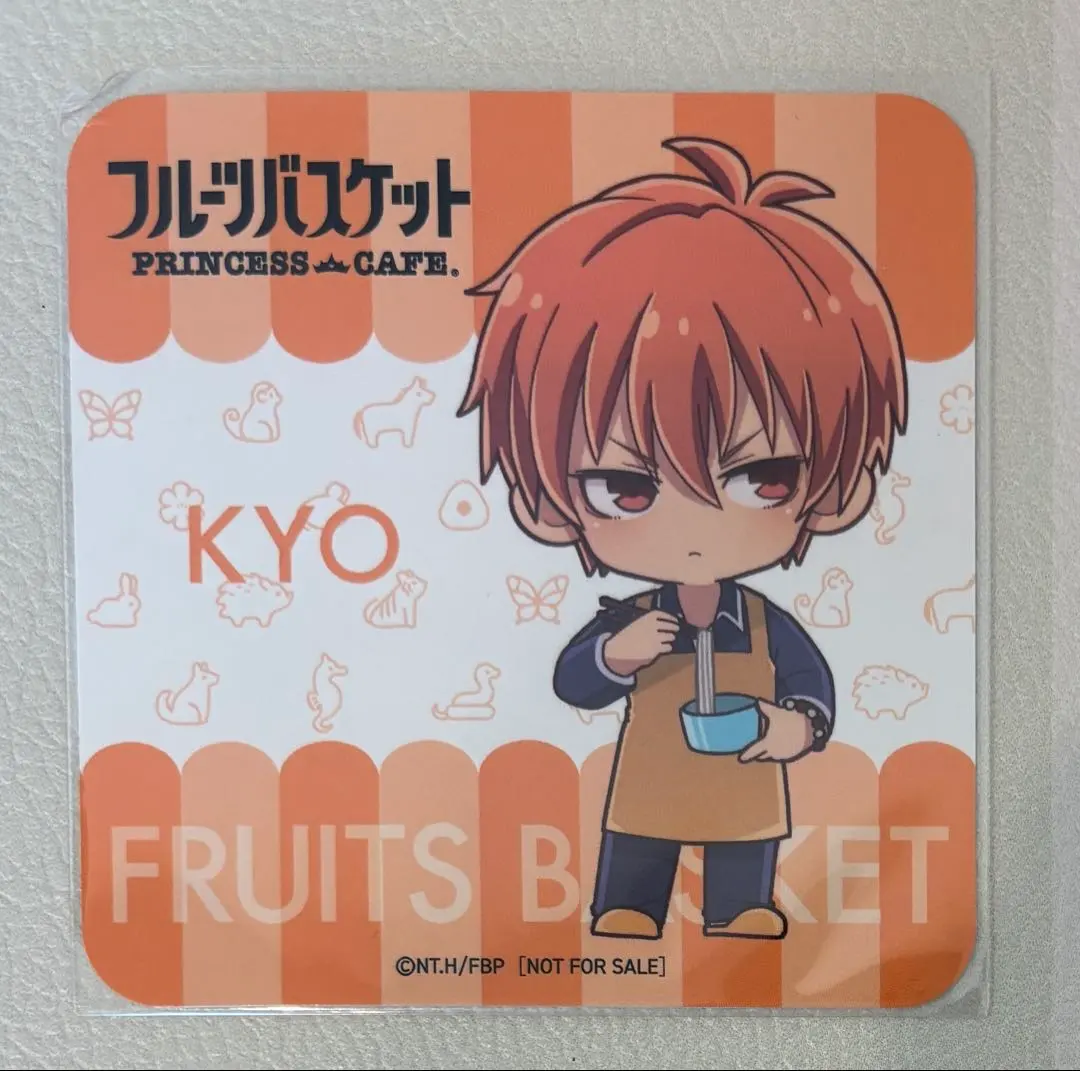 フルーツバスケット
PRINCESS CAFE®
KYO
FRUITS BASKET
©NT.H/FBP [NOT FOR SALE]